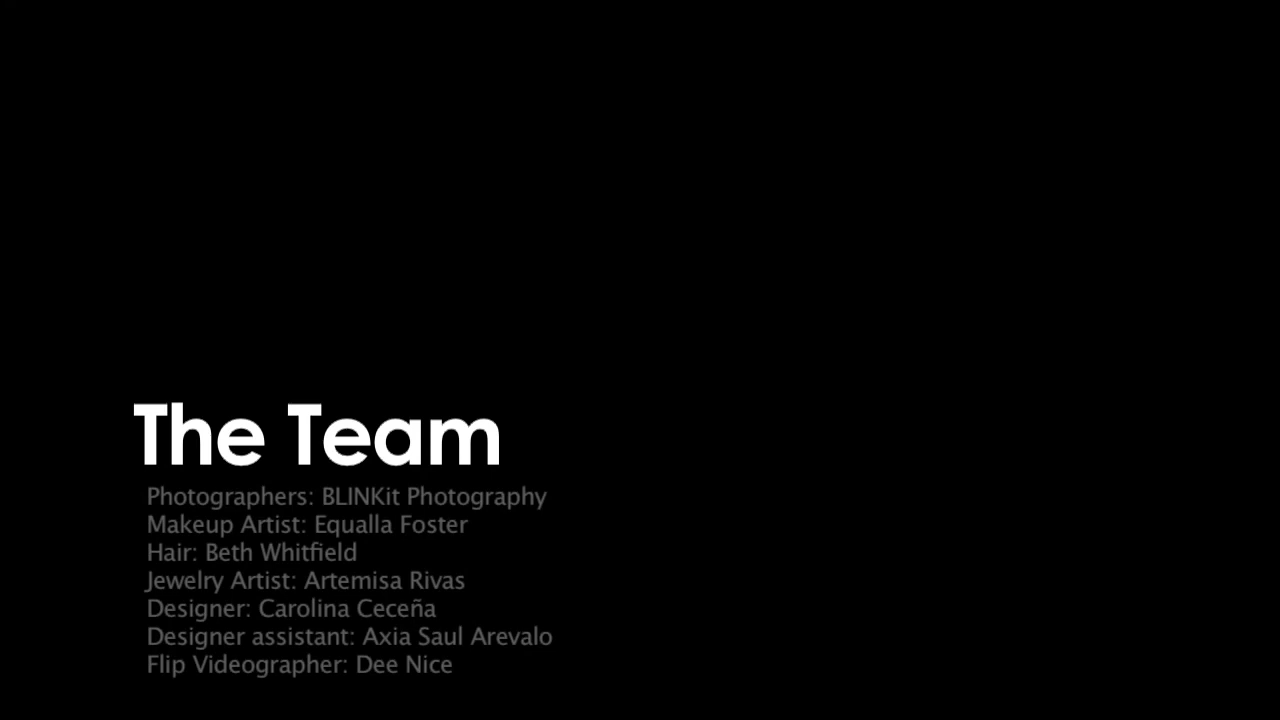 The Team
Photographers: BLINKit Photography
Makeup Artist: Equalla Foster
Hair: Beth Whitfield
Jewelry Artist: Artemisa Rivas
Designer: Carolina Ceceña
Designer assistant: Axia Saul Arevalo
Flip Videographer: Dee Nice